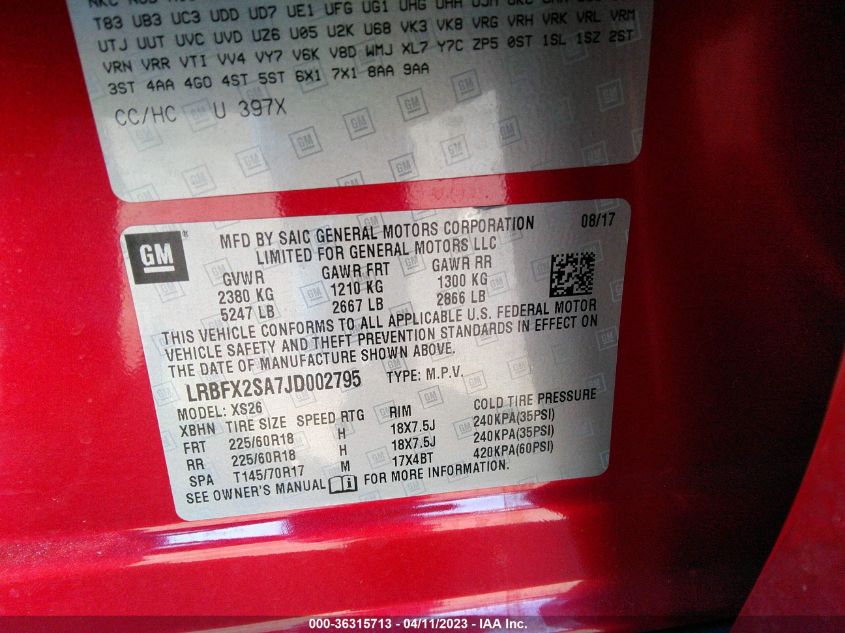 T83 UB3 UC3 UDD UD7 UE1 UFG UG1 UHG UHH UJM
UTJ UUT UVC UVD UZ6 U05 U2K U68 VK3 VK8 VRG VRH VRK VRL VRM
VRN VRR VTI VV4 VY7 V6K V8D WMJ XL7 Y7C ZP5 0ST 1SL 1SZ 2ST
3ST 4AA 4GO 4ST 5ST 6X1 7X1 8AA 9AA
CC/HC U 397X
GM
MFD BY SAIC GENERAL MOTORS CORPORATION 08/17
LIMITED FOR GENERAL MOTORS LLC
GVWR GAWR FRT GAWR RR
2380 KG 1210 KG 1300 KG
5247 LB 2667 LB 2866 LB
THIS VEHICLE CONFORMS TO ALL APPLICABLE U.S. FEDERAL MOTOR
VEHICLE SAFETY AND THEFT PREVENTION STANDARDS IN EFFECT ON
THE DATE OF MANUFACTURE SHOWN ABOVE.
LRBFX2SA7JD002795 TYPE: M.P.V.
MODEL: XS26
XBHN TIRE SIZE SPEED RTG RIM COLD TIRE PRESSURE
FRT 225/60R18 H 18X7.5J 240KPA(35PSI)
RR 225/60R18 H 18X7.5J 240KPA(35PSI)
SPA T145/70R17 M 17X4BT 420KPA(60PSI)
SEE OWNER'S MANUAL FOR MORE INFORMATION.
000-36315713 - 04/11/2023 - IAA Inc.